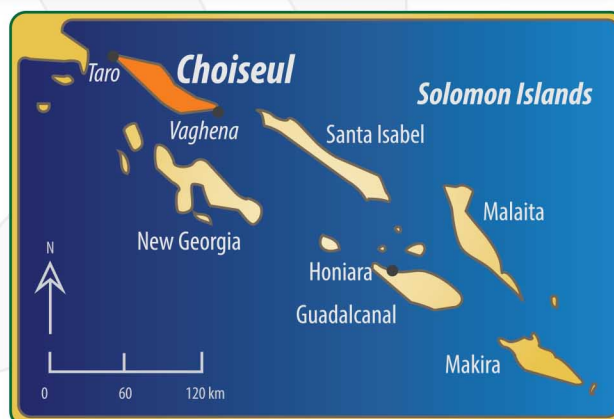 Taro
Choiseul
Solomon Islands
Vaghena
Santa Isabel
Malaita
New Georgia
Honiara
Guadalcanal
Makira
N
0 60 120 km